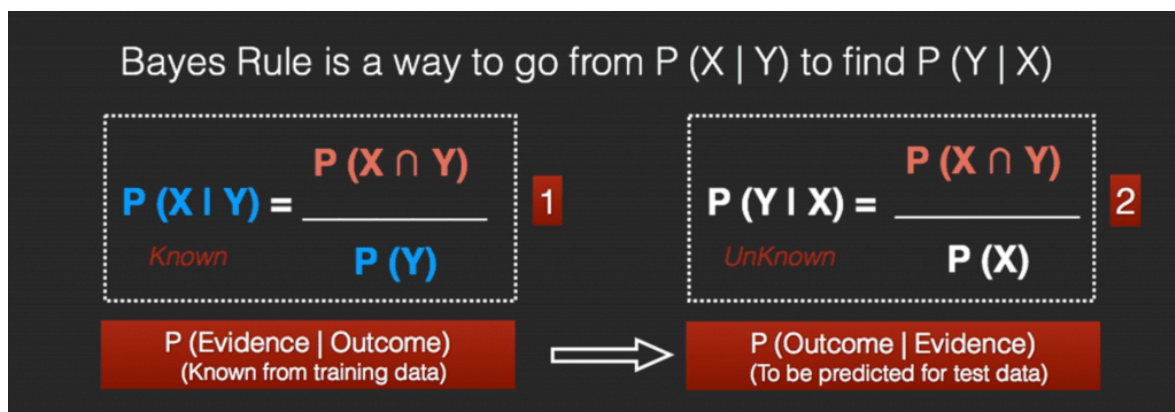 Bayes Rule is a way to go from P (X | Y) to find P (Y | X)
P (X ∩ Y)
P (X | Y) =
P (Y)
Known
1
P (X ∩ Y)
P (Y | X) =
P (X)
UnKnown
2
P (Evidence | Outcome)
(Known from training data)
P (Outcome | Evidence)
(To be predicted for test data)